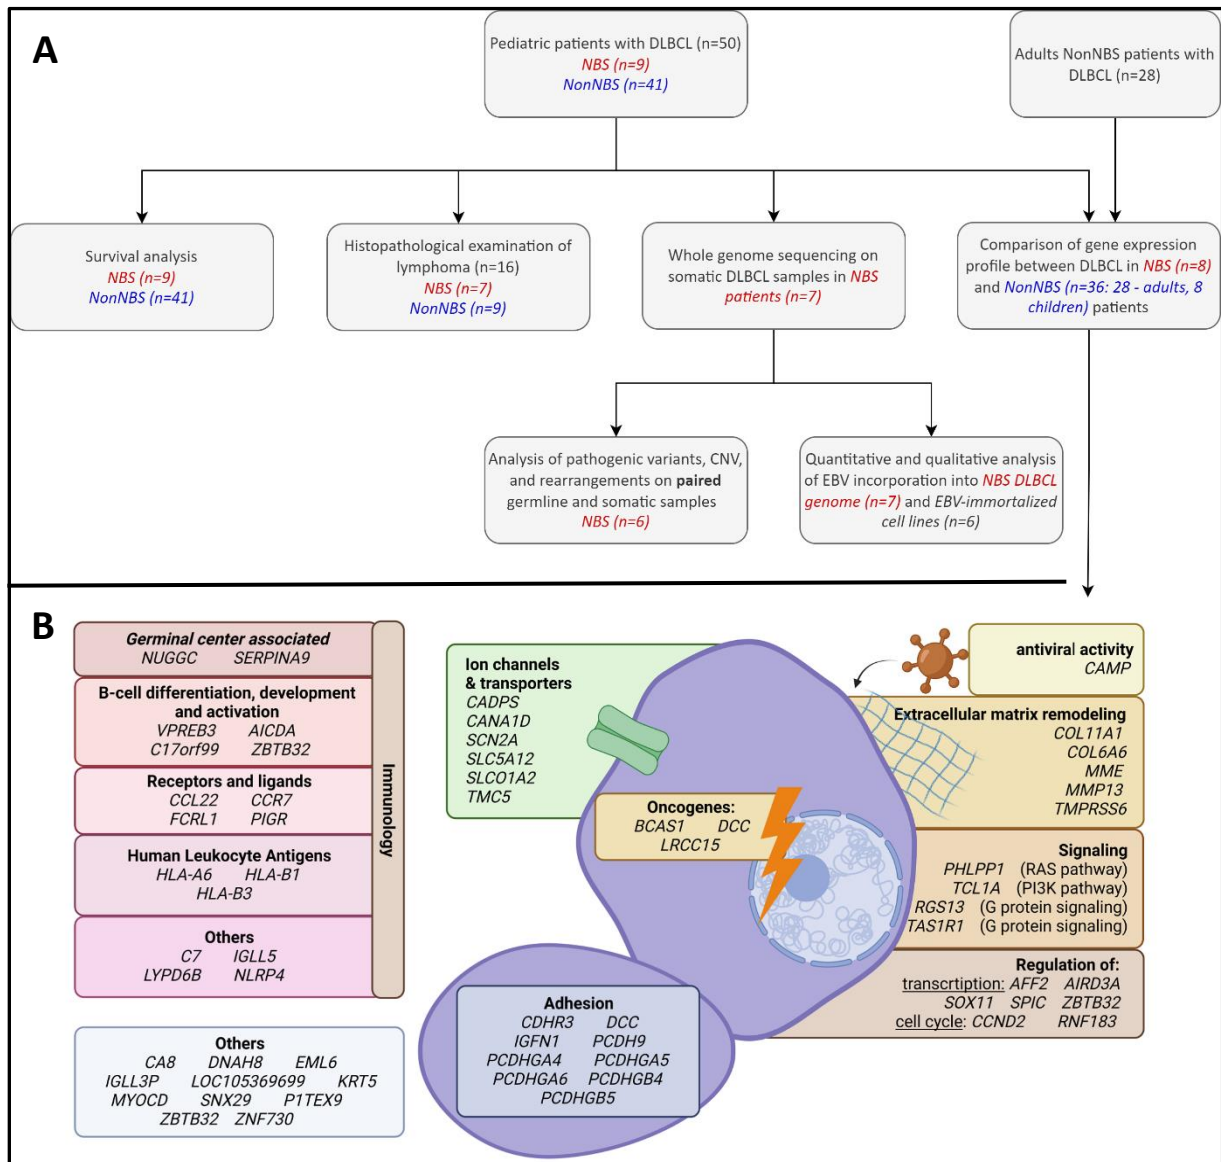 A
Pediatric patients with DLBCL (n=50)
NBS (n=9)
NonNBS (n=41)
Adults NonNBS patients with
DLBCL (n=28)
Survival analysis
NBS (n=9)
NonNBS (n=41)
Histopathological examination of
lymphoma (n=16)
NBS (n=7)
NonNBS (n=9)
Whole genome sequencing on
somatic DLBCL samples in NBS
patients (n=7)
Comparison of gene expression
profile between DLBCL in NBS (n=8)
and NonNBS (n=36: 28 - adults, 8
children) patients
Analysis of pathogenic variants, CNV,
and rearrangements on paired
germline and somatic samples
NBS (n=6)
Quantitative and qualitative analysis
of EBV incorporation into NBS DLBCL
genome (n=7) and EBV-immortalized
cell lines (n=6)
B
Germinal center associated
NUGGC SERPINA9
B-cell differentiation, development
and activation
VPREB3 AICDA
C17orf99 ZBTB32
Receptors and ligands
CCL22 CCR7
FCRL1 PIGR
Human Leukocyte Antigens
HLA-A6 HLA-B1
HLA-B3
Others
C7 IGLL5
LYPD6B NLRP4
Immunology
Others
CA8 DNAH8 EML6
IGLL3P LOC105369699 KRT5
MYOCD SNX29 P1TEX9
ZBTB32 ZNF730
Ion channels
& transporters
CADPS
CANA1D
SCN2A
SLC5A12
SLCO1A2
TMC5
Oncogenes:
BCAS1 DCC
LRCC15
Adhesion
CDHR3 DCC
IGFN1 PCDH9
PCDHGA4 PCDHGA5
PCDHGA6 PCDHGB4
PCDHGB5
antiviral activity
CAMP
Extracellular matrix remodeling
COL11A1
COL6A6
MME
MMP13
TMPRSS6
Signaling
PHLPP1 (RAS pathway)
TCL1A (PI3K pathway)
RGS13 (G protein signaling)
TAS1R1 (G protein signaling)
Regulation of:
transcrtiption: AFF2 AIRD3A
SOX11 SPIC ZBTB32
cell cycle: CCND2 RNF183